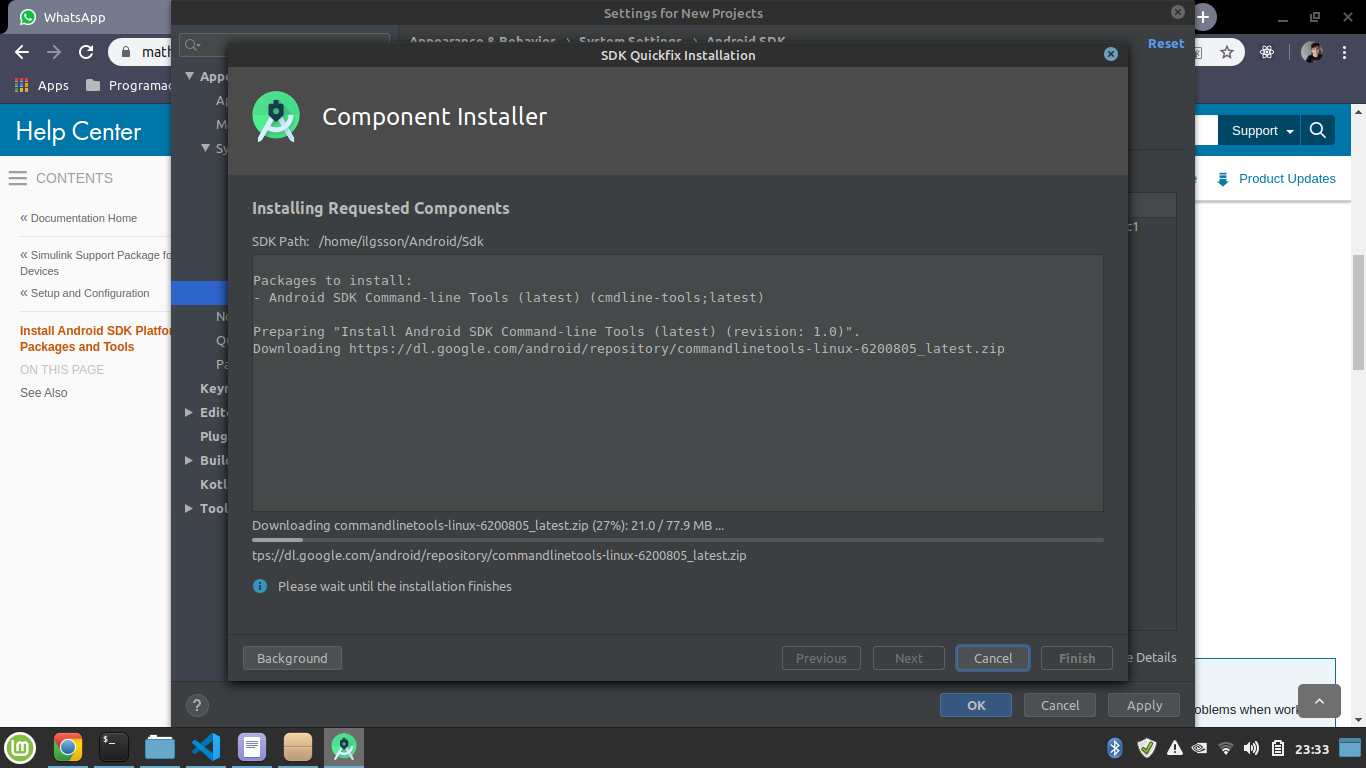 WhatsApp
Settings for New Projects
math
Appearance & Behavior › System Settings › Android SDK
Reset
SDK Quickfix Installation
Apps
Programac
Appe
Ap
M
Sy
Component Installer
Help Center
Support
CONTENTS
Product Updates
« Documentation Home
« Simulink Support Package fo
Devices
« Setup and Configuration
Install Android SDK Platfor
Packages and Tools
ON THIS PAGE
See Also
No
Qu
Pa
Keym
Edito
Plug
Build
Kotl
Tool
Installing Requested Components
SDK Path: /home/ilgsson/Android/Sdk
c1
Packages to install:
- Android SDK Command-line Tools (latest) (cmdline-tools;latest)
Preparing "Install Android SDK Command-line Tools (latest) (revision: 1.0)".
Downloading https://dl.google.com/android/repository/commandlinetools-linux-6200805_latest.zip
Downloading commandlinetools-linux-6200805_latest.zip (27%): 21.0 / 77.9 MB ...
tps://dl.google.com/android/repository/commandlinetools-linux-6200805_latest.zip
Please wait until the installation finishes
Background
Previous
Next
Cancel
Finish
e Details
?
OK
Cancel
Apply
oblems when work
23:33